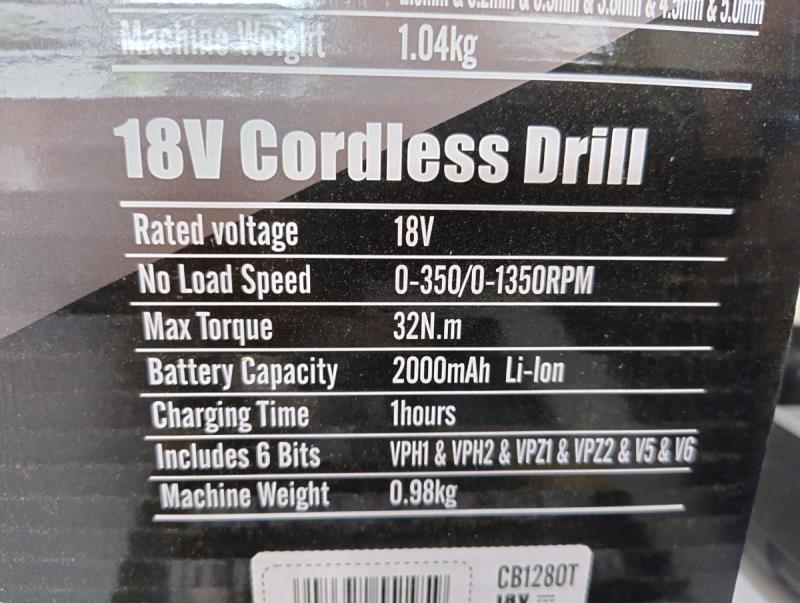 & 5.0mm
Machine Weight 1.04kg
18V Cordless Drill
Rated voltage 18V
No Load Speed 0-350/0-1350RPM
Max Torque 32N.m
Battery Capacity 2000mAh Li-Ion
Charging Time 1hours
Includes 6 Bits VPH1 & VPH2 & VPZ1 & VPZ2 & V5 & V6
Machine Weight 0.98kg
CB1280T
18V